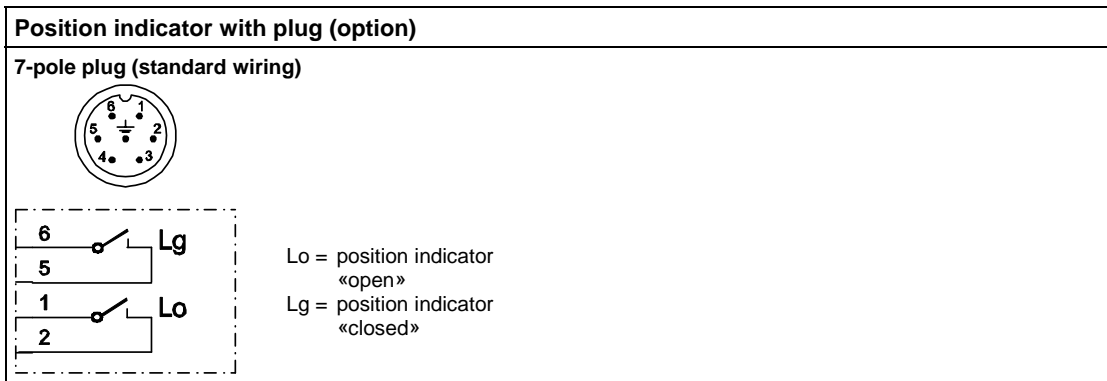 Position indicator with plug (option)
7-pole plug (standard wiring)
6 1
5 2
4 3
6 Lg
5
1 Lo
2
Lo = position indicator
«open»
Lg = position indicator
«closed»